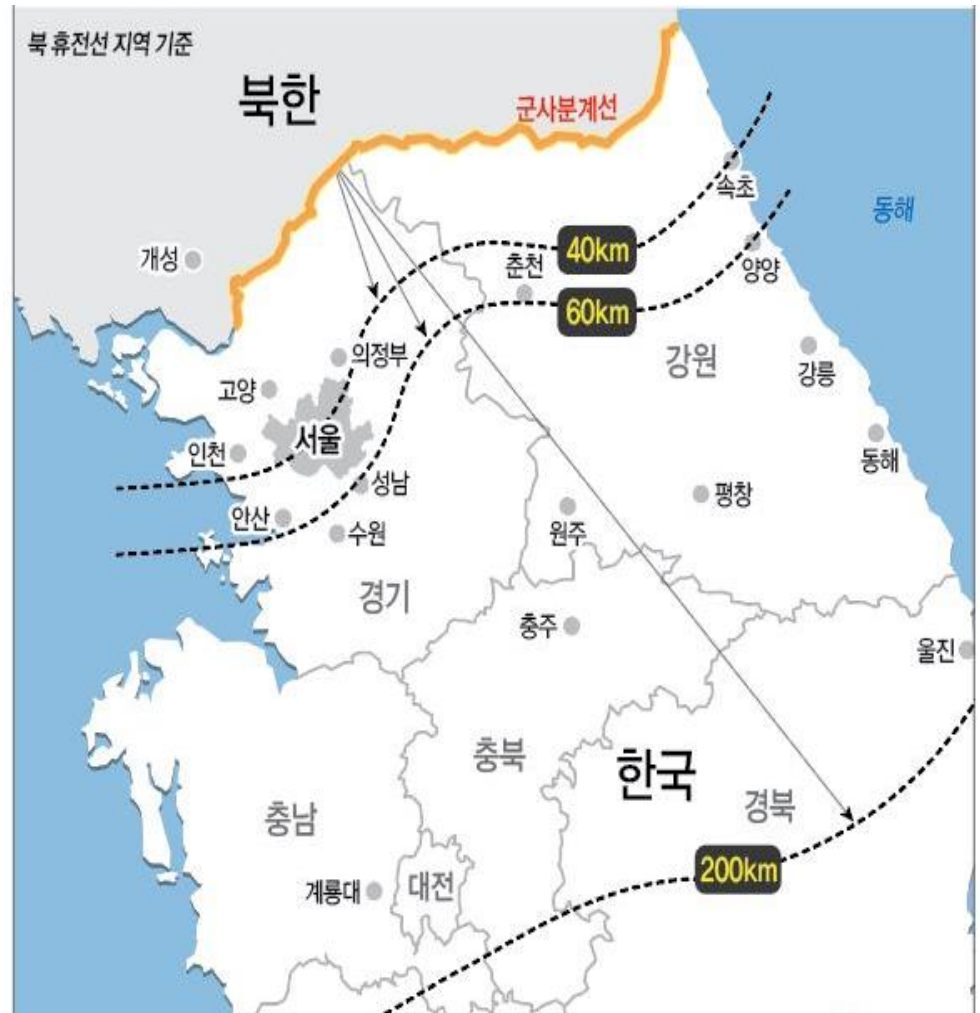 북 휴전선 지역 기준
북한
군사분계선
속초
동해
40km
개성
춘천
양양
60km
의정부
강원
강릉
고양
서울
인천
동해
성남
평창
안산
수원
원주
경기
충주
울진
충북
한국
경북
충남
200km
계룡대
대전